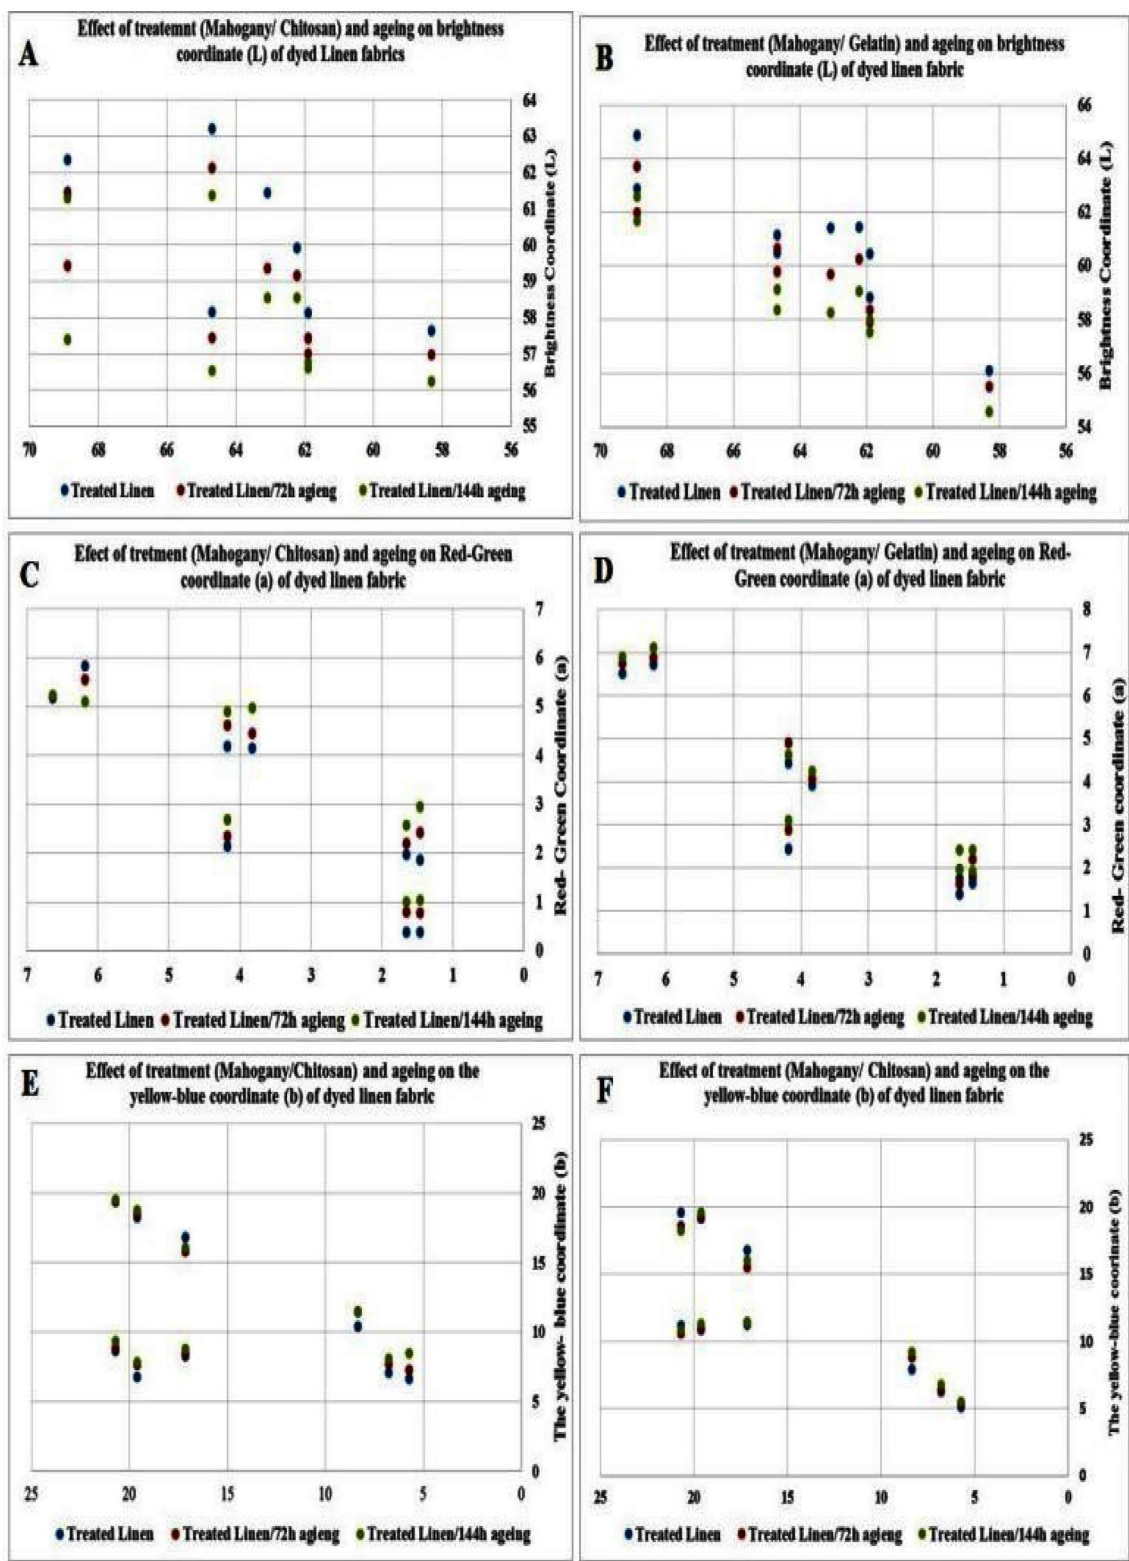 A
Effect of treatemnt (Mahogany/ Chitosan) and ageing on brightness
coordinate (L) of dyed Linen fabrics
64
63
62
61
60
59
58
57
56
55
Brightness Coordinate (L)
70 68 66 64 62 60 58 56
Treated Linen Treated Linen/72h agieng Treated Linen/144h ageing
B
Effect of treatment (Mahogany/ Gelatin) and ageing on brightness
coordinate (L) of dyed linen fabric
66
64
62
60
58
56
54
Brightness Coordinate (L)
70 68 66 64 62 60 58 56
Treated Linen Treated Linen/72h agieng Treated Linen/144h ageing
C
Efect of tretment (Mahogany/ Chitosan) and ageing on Red-Green
coordinate (a) of dyed linen fabric
7
6
5
4
3
2
1
0
Red- Green Coordinate (a)
7 6 5 4 3 2 1 0
Treated Linen Treated Linen/72h agieng Treated Linen/144h ageing
D
Effect of treatment (Mahogany/ Gelatin) and ageing on Red-
Green coordinate (a) of dyed linen fabric
8
7
6
5
4
3
2
1
0
Red- Green coordinate (a)
7 6 5 4 3 2 1 0
Treated Linen Treated Linen/72h agieng Treated Linen/144h ageing
E
Effect of treatment (Mahogany/Chitosan) and ageing on the
yellow-blue coordinate (b) of dyed linen fabric
25
20
15
10
5
0
The yellow- blue coordinate (b)
25 20 15 10 5 0
Treated Linen Treated Linen/72h agieng Treated Linen/144h ageing
F
Effect of treatment (Mahogany/ Chitosan) and ageing on the
yellow-blue coordinate (b) of dyed linen fabric
25
20
15
10
5
0
The yellow-blue coorinate (b)
25 20 15 10 5 0
Treated Linen Treated Linen/72h agieng Treated Linen/144h ageing